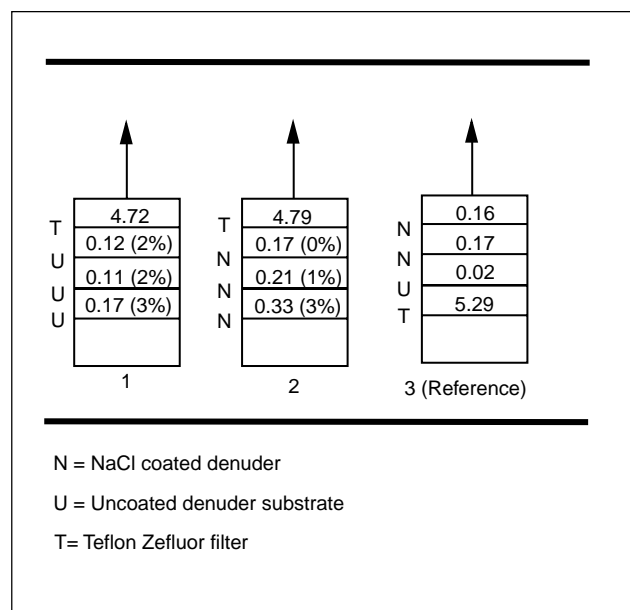 T
4.72
U
0.12 (2%)
U
0.11 (2%)
U
0.17 (3%)
1
T
4.79
N
0.17 (0%)
N
0.21 (1%)
N
0.33 (3%)
2
N
0.16
N
0.17
U
0.02
T
5.29
3 (Reference)
N = NaCl coated denuder
U = Uncoated denuder substrate
T= Teflon Zefluor filter